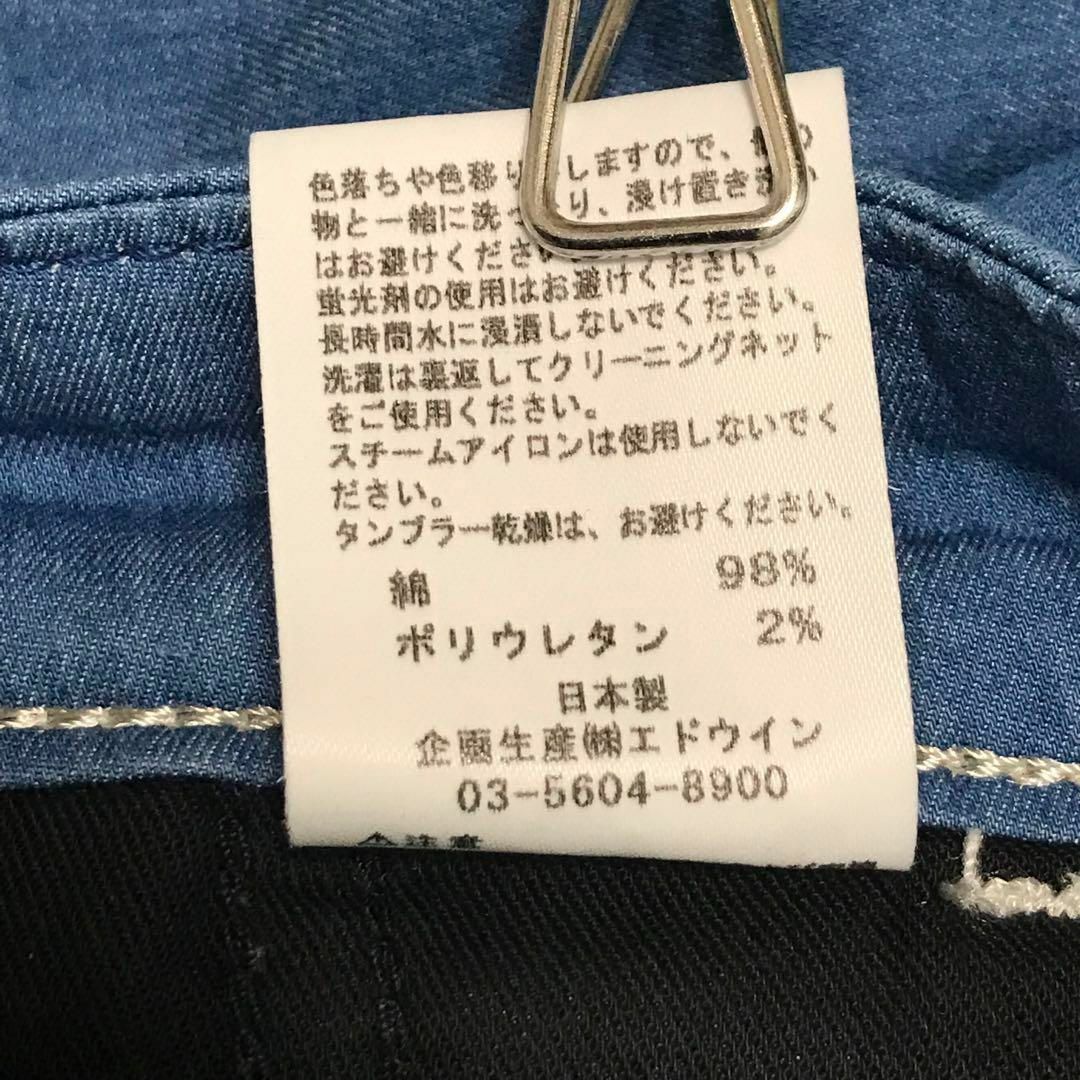 色落ちや色移り しますので、他の
物と一緒に洗っ り、浸け置き洗い
はお避けください。
蛍光剤の使用はお避けください。
長時間水に浸漬しないでください。
洗濯は裏返してクリーニングネット
をご使用ください。
スチームアイロンは使用しないでく
ださい。
タンブラー乾燥は、お避けください。
綿 98%
ポリウレタン 2%
日本製
企画生産㈱エドウイン
03-5604-8900